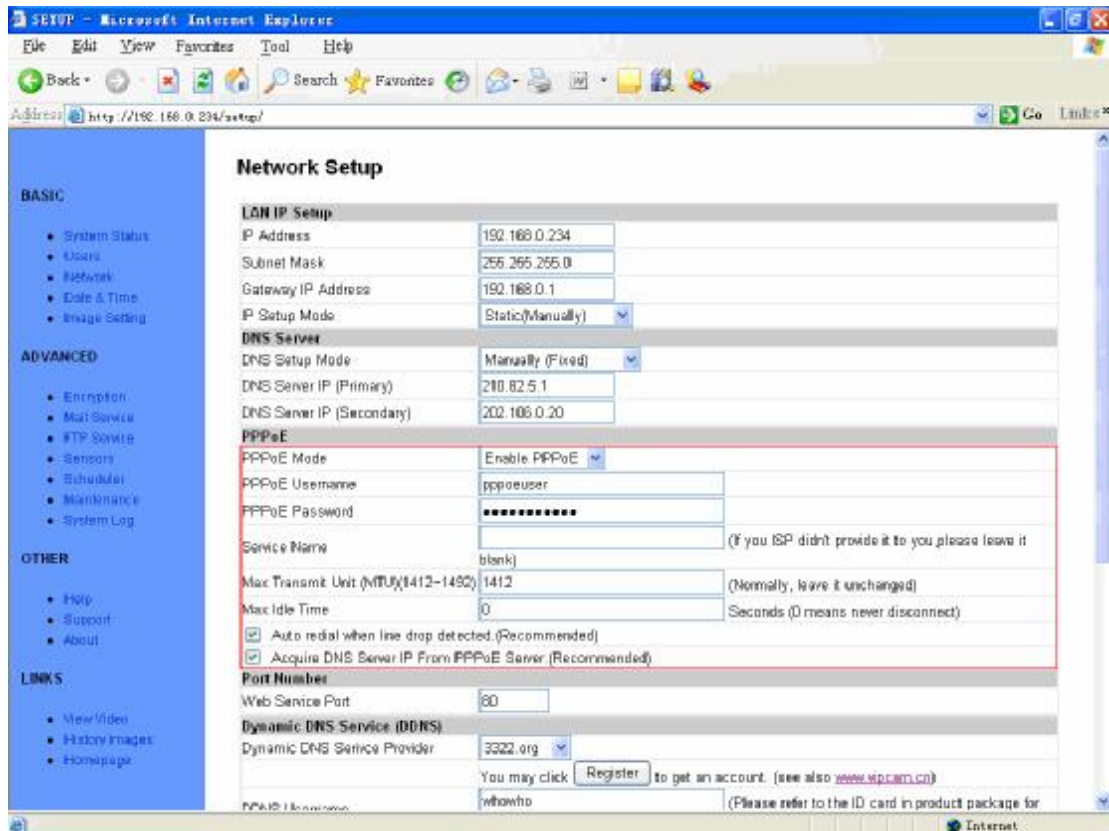 SETUP - Microsoft Internet Explorer
File Edit View Favorites Tool Help
Back Search Favorites
Address http://192.168.0.234/setup/ Go Links
Network Setup
BASIC
System Status
Users
Network
Date & Time
Image Setting
ADVANCED
Encryption
Mail Service
FTP Service
Sensors
Scheduler
Maintenance
System Log
OTHER
Help
Support
About
LINKS
View Video
History Images
Homepage
LAN IP Setup
IP Address 192.168.0.234
Subnet Mask 255.255.255.0
Gateway IP Address 192.168.0.1
IP Setup Mode Static(Manually)
DNS Server
DNS Setup Mode Manually (Fixed)
DNS Server IP (Primary) 210.82.5.1
DNS Server IP (Secondary) 202.106.0.20
PPPoE
PPPoE Mode Enable PPPoE
PPPoE Username pppoeuser
PPPoE Password •••••••••••
Service Name (If you ISP didn't provide it to you,please leave it
blank)
Max Transmit Unit (MTU)(1412~1492) 1412 (Normally, leave it unchanged)
Max Idle Time 0 Seconds (0 means never disconnect)
Auto redial when line drop detected.(Recommended)
Acquire DNS Server IP From PPPoE Server (Recommended)
Port Number
Web Service Port 80
Dynamic DNS Service (DDNS)
Dynamic DNS Serivce Provider 3322.org
You may click Register to get an account. (see also www.vipcam.cn)
DDNS Username whowho (Please refer to the ID card in product package for
Internet